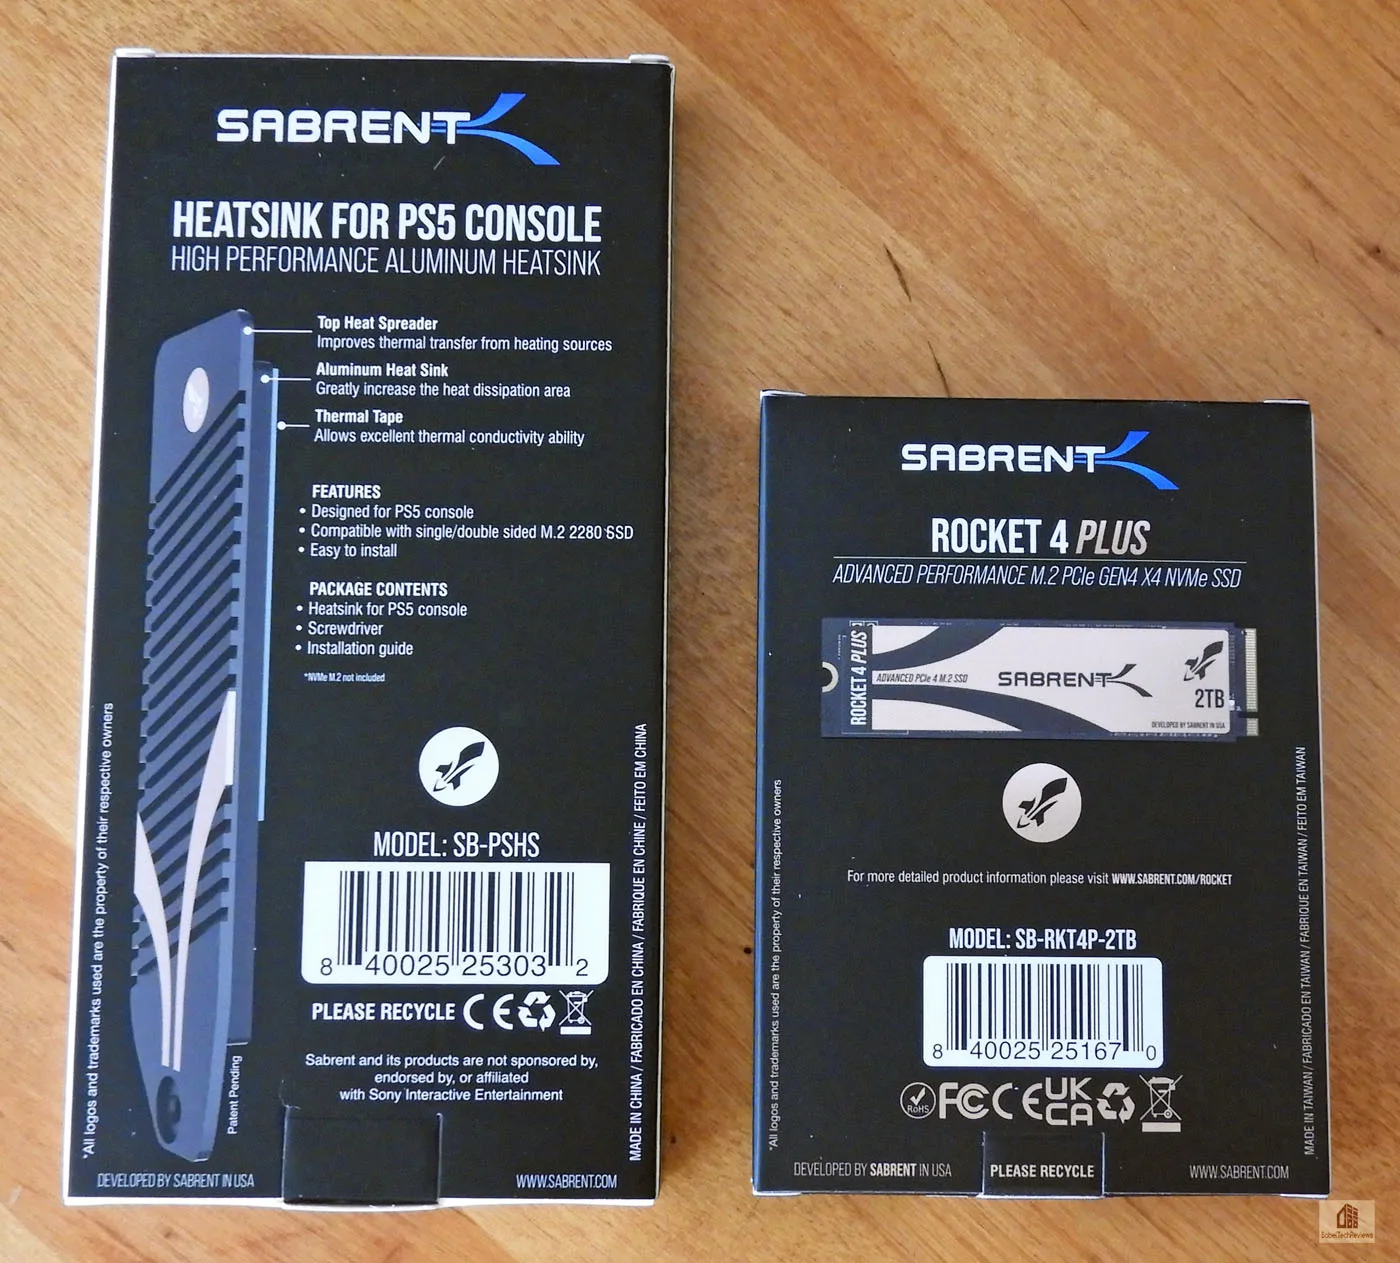 SABRENT
HEATSINK FOR PS5 CONSOLE
HIGH PERFORMANCE ALUMINUM HEATSINK
Top Heat Spreader
Improves thermal transfer from heating sources
Aluminum Heat Sink
Greatly increase the heat dissipation area
Thermal Tape
Allows excellent thermal conductivity ability
FEATURES
• Designed for PS5 console
• Compatible with single/double sided M.2 2280 SSD
• Easy to install
PACKAGE CONTENTS
• Heatsink for PS5 console
• Screwdriver
• Installation guide
*NVMe M.2 not included
MODEL: SB-PSHS
8 40025 25303 2
PLEASE RECYCLE CE
Sabrent and its products are not sponsored by,
endorsed by, or affiliated
with Sony Interactive Entertainment
*All logos and trademarks used are the property of their respective owners
Patent Pending
MADE IN CHINA / FABRICADO EN CHINA / FABRIQUE EN CHINE / FEITO EM CHINA
DEVELOPED BY SABRENT IN USA
WWW.SABRENT.COM
SABRENT
ROCKET 4 PLUS
ADVANCED PERFORMANCE M.2 PCIe GEN4 X4 NVMe SSD
ROCKET 4 PLUS
ADVANCED PCIe 4 M.2 SSD
SABRENT
2TB
DEVELOPED BY SABRENT IN USA
For more detailed product information please visit WWW.SABRENT.COM/ROCKET
MODEL: SB-RKT4P-2TB
8 40025 25167 0
RoHS FC CE UK CA
*All logos and trademarks used are the property of their respective owners
MADE IN TAIWAN / FABRICADO EN TAIWAN / FABRIQUE EN TAIWAN / FEITO EM TAIWAN
DEVELOPED BY SABRENT IN USA
PLEASE RECYCLE
WWW.SABRENT.COM
BabelTechReviews